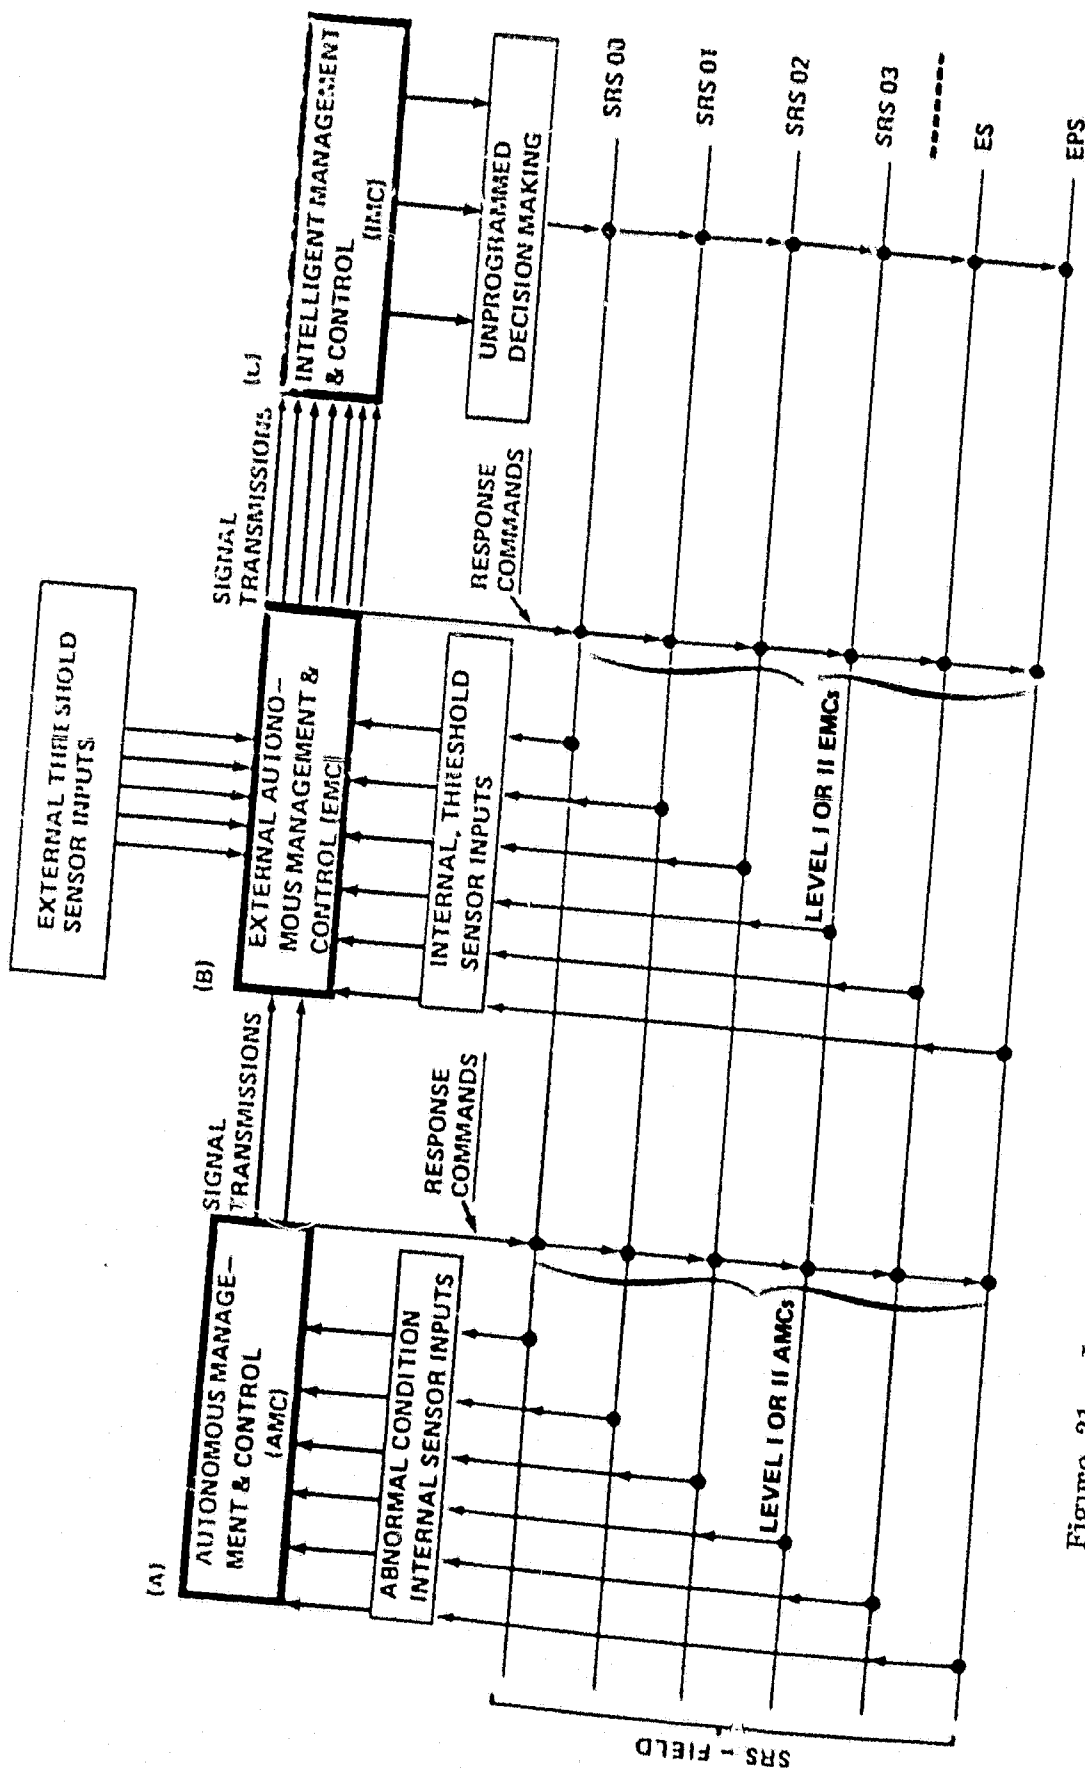 EXTERNAL THRESHOLD
SENSOR INPUTS
(A)
AUTONOMOUS MANAGE–
MENT & CONTROL
(AMC)
SIGNAL
TRANSMISSIONS
(B)
EXTERNAL AUTONO–
MOUS MANAGEMENT &
CONTROL (EMC)
SIGNAL
TRANSMISSIONS
(C)
INTELLIGENT MANAGEMENT
& CONTROL
(IMC)
ABNORMAL CONDITION
INTERNAL SENSOR INPUTS
RESPONSE
COMMANDS
INTERNAL, THRESHOLD
SENSOR INPUTS
RESPONSE
COMMANDS
UNPROGRAMMED
DECISION MAKING
SRS 00
SRS 01
SRS 02
SRS 03
ES
EPS
LEVEL I OR II AMCs
LEVEL I OR II EMCs
SRS – FIELD
Figure 21.